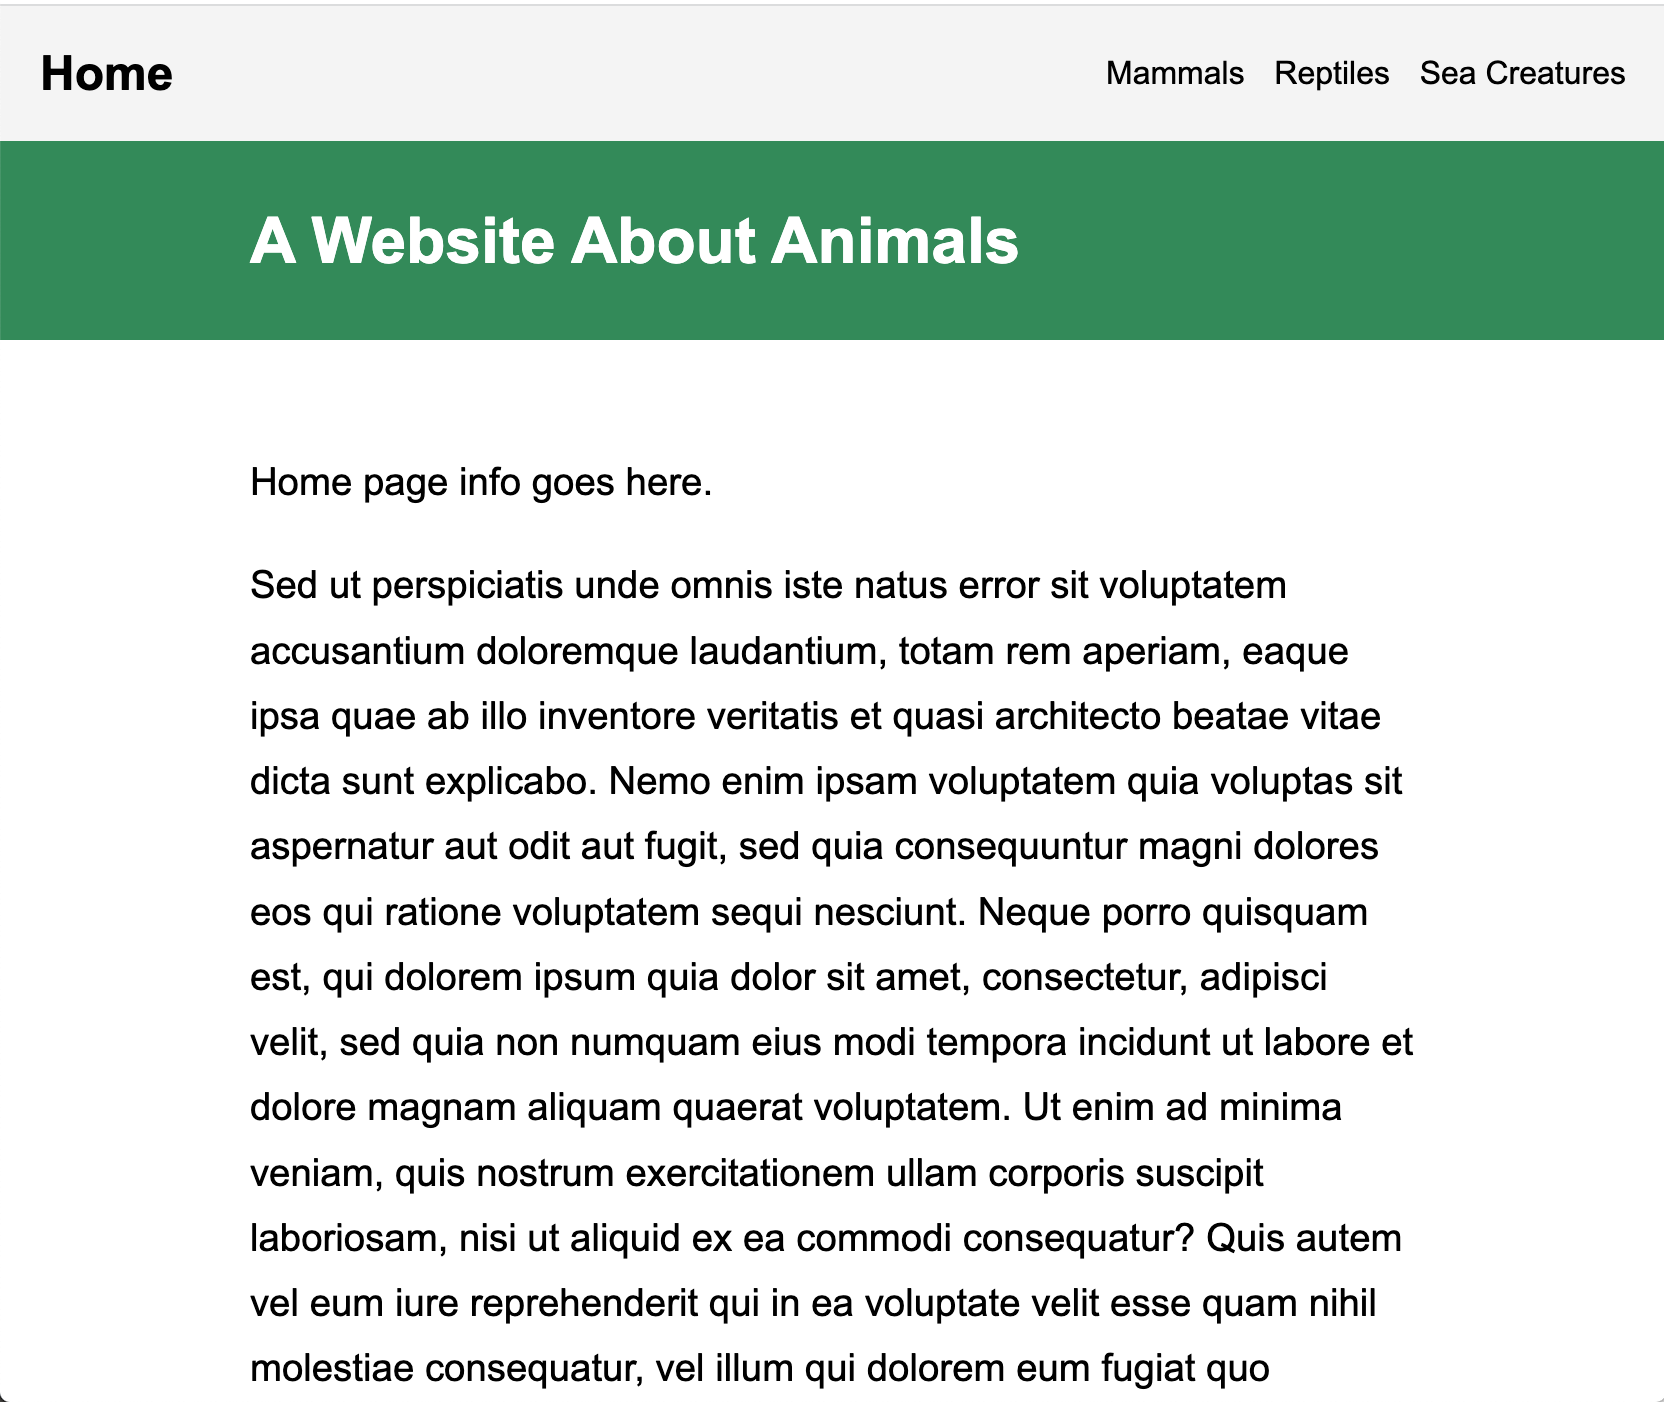 Home
Mammals Reptiles Sea Creatures
A Website About Animals
Home page info goes here.
Sed ut perspiciatis unde omnis iste natus error sit voluptatem
accusantium doloremque laudantium, totam rem aperiam, eaque
ipsa quae ab illo inventore veritatis et quasi architecto beatae vitae
dicta sunt explicabo. Nemo enim ipsam voluptatem quia voluptas sit
aspernatur aut odit aut fugit, sed quia consequuntur magni dolores
eos qui ratione voluptatem sequi nesciunt. Neque porro quisquam
est, qui dolorem ipsum quia dolor sit amet, consectetur, adipisci
velit, sed quia non numquam eius modi tempora incidunt ut labore et
dolore magnam aliquam quaerat voluptatem. Ut enim ad minima
veniam, quis nostrum exercitationem ullam corporis suscipit
laboriosam, nisi ut aliquid ex ea commodi consequatur? Quis autem
vel eum iure reprehenderit qui in ea voluptate velit esse quam nihil
molestiae consequatur, vel illum qui dolorem eum fugiat quo